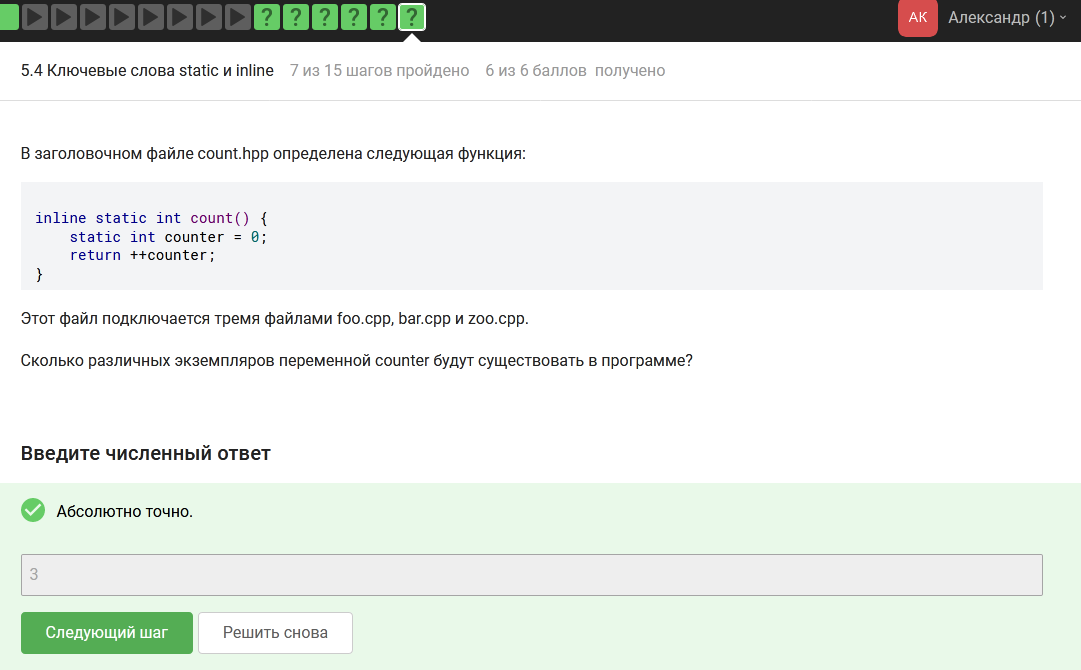 ? ? ? ? ? ?
АК Александр (1)
5.4 Ключевые слова static и inline 7 из 15 шагов пройдено 6 из 6 баллов получено
В заголовочном файле count.hpp определена следующая функция:
inline static int count() {
    static int counter = 0;
    return ++counter;
}
Этот файл подключается тремя файлами foo.cpp, bar.cpp и zoo.cpp.
Сколько различных экземпляров переменной counter будут существовать в программе?
Введите численный ответ
Абсолютно точно.
3
Следующий шаг Решить снова